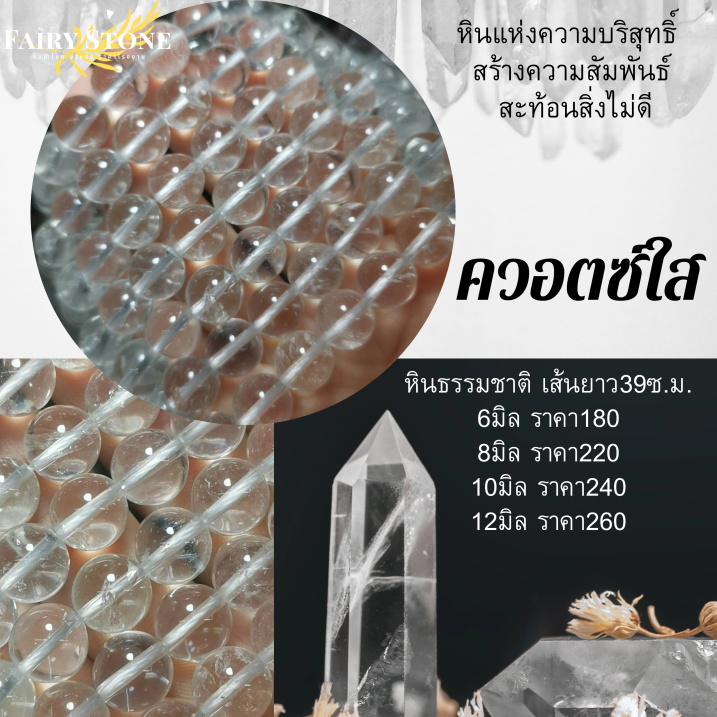 FAIRY STONE
หินแห่งความบริสุทธิ์
สร้างความสัมพันธ์
สะท้อนสิ่งไม่ดี
ควอตซ์ใส
หินธรรมชาติ เส้นยาว39ซ.ม.
6มิล ราคา180
8มิล ราคา220
10มิล ราคา240
12มิล ราคา260